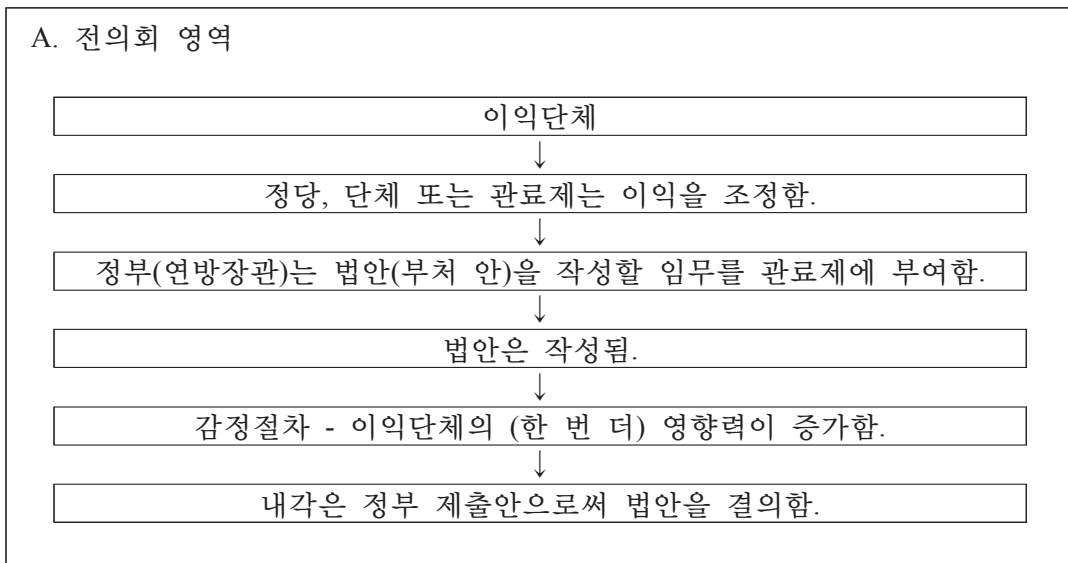 A. 전의회 영역
이익단체
↓
정당, 단체 또는 관료제는 이익을 조정함.
↓
정부(연방장관)는 법안(부처 안)을 작성할 임무를 관료제에 부여함.
↓
법안은 작성됨.
↓
감정절차 - 이익단체의 (한 번 더) 영향력이 증가함.
↓
내각은 정부 제출안으로써 법안을 결의함.